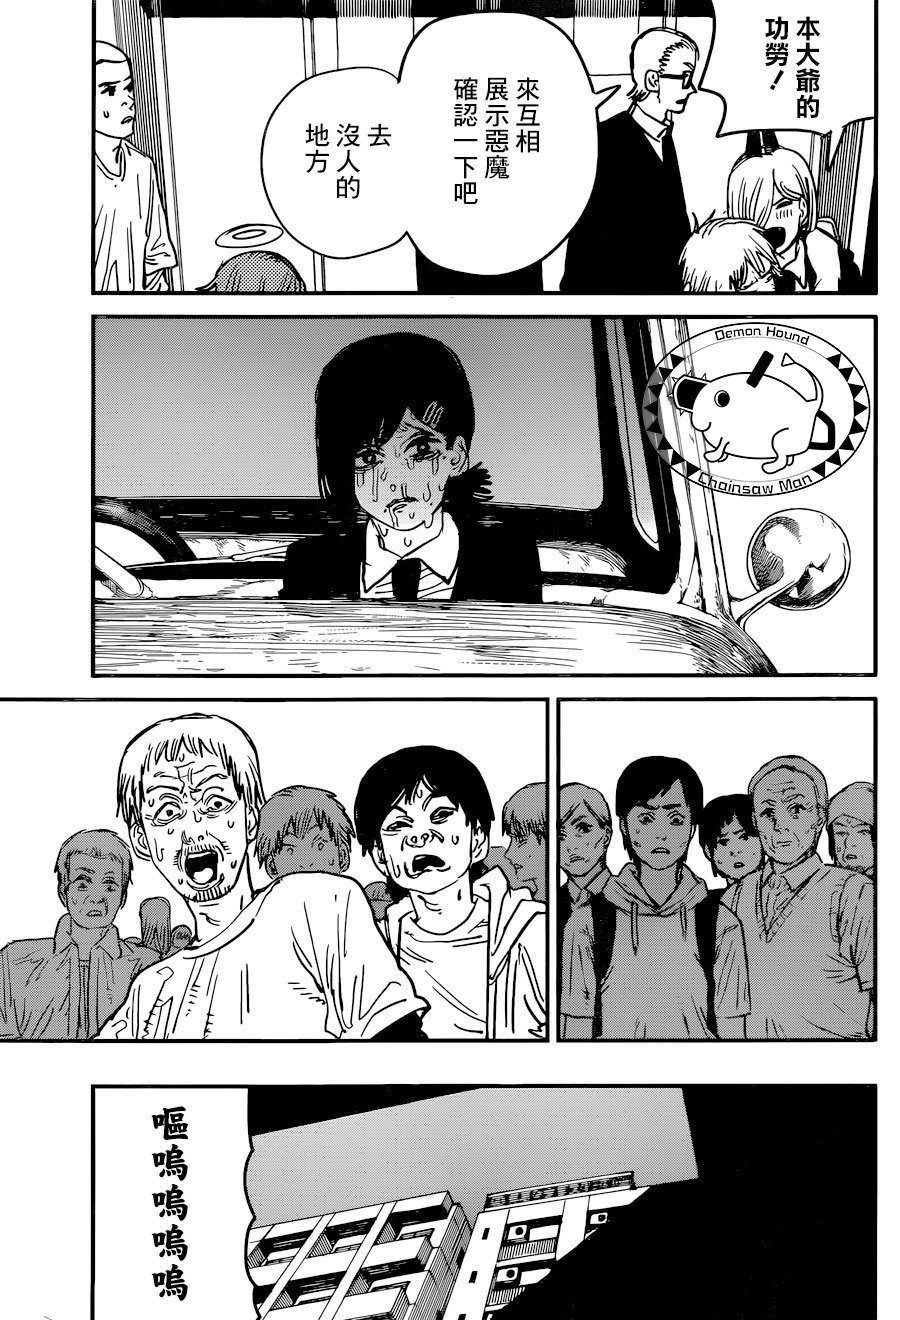 本大爺的
功勞！
來互相
展示惡魔
確認一下吧
去
沒人的
地方
Demon Hound
Chainsaw Man
嘔嗚嗚嗚嗚